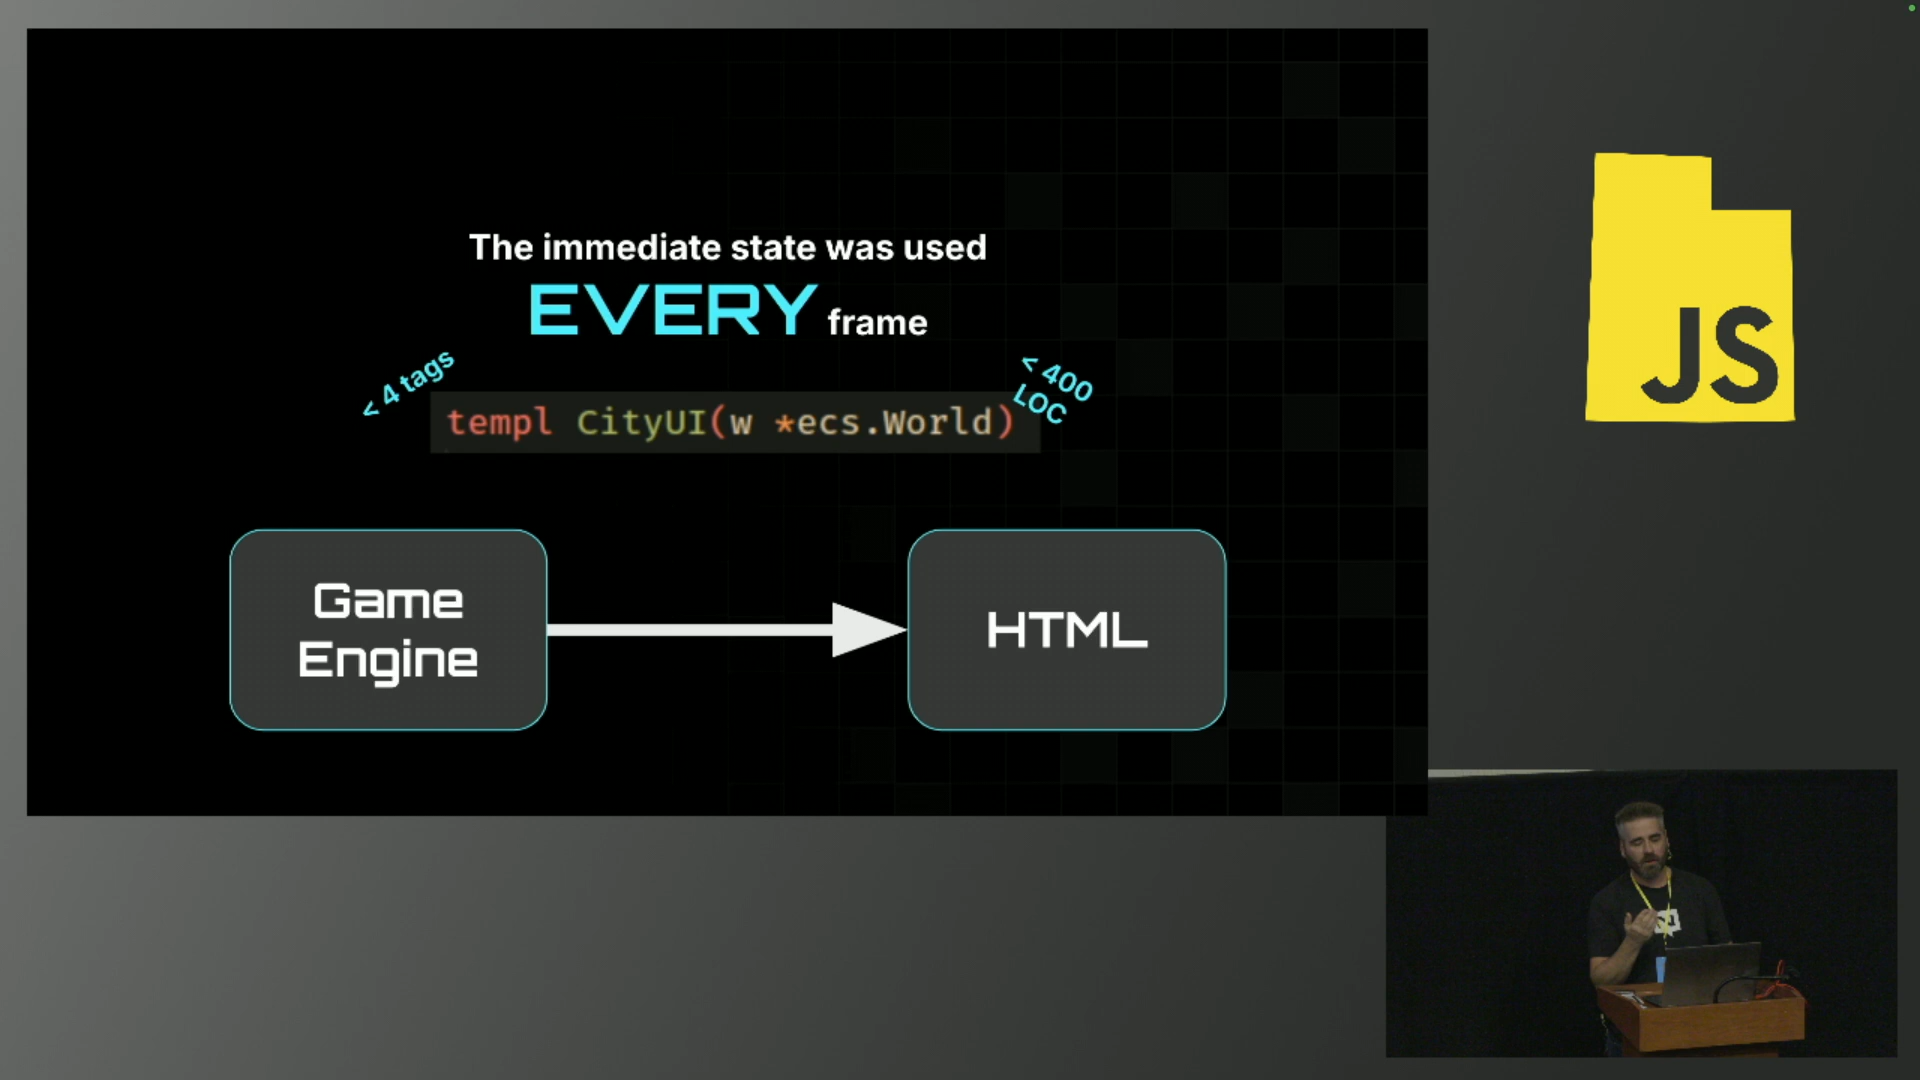 The immediate state was used
EVERY frame
< 4 tags
< 400
LOC
templ CityUI(w *ecs.World)
Game
Engine
HTML
JS